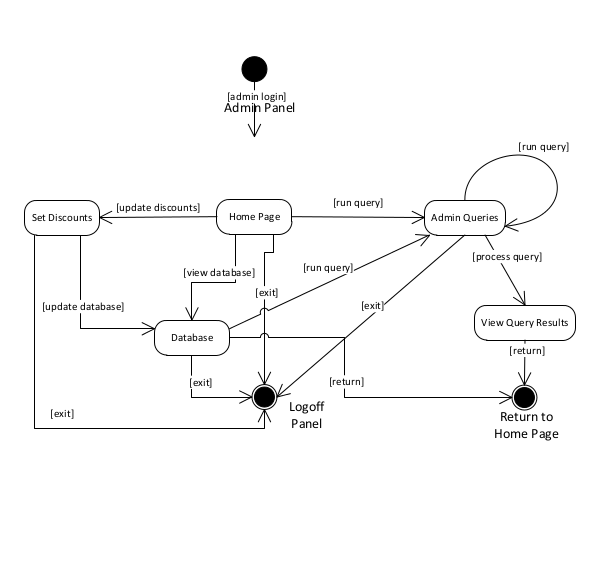 [admin login]
Admin Panel
[run query]
[update discounts]
[run query]
Set Discounts
Home Page
Admin Queries
[process query]
[view database]
[run query]
[exit]
[update database]
[exit]
View Query Results
Database
[return]
[exit]
[return]
[exit]
Logoff
Panel
Return to
Home Page